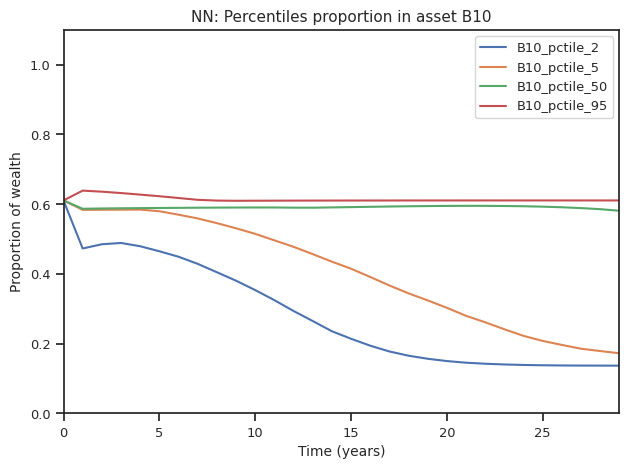 NN: Percentiles proportion in asset B10
B10_pctile_2
B10_pctile_5
B10_pctile_50
B10_pctile_95
Proportion of wealth
1.0
0.8
0.6
0.4
0.2
0.0
0 5 10 15 20 25
Time (years)